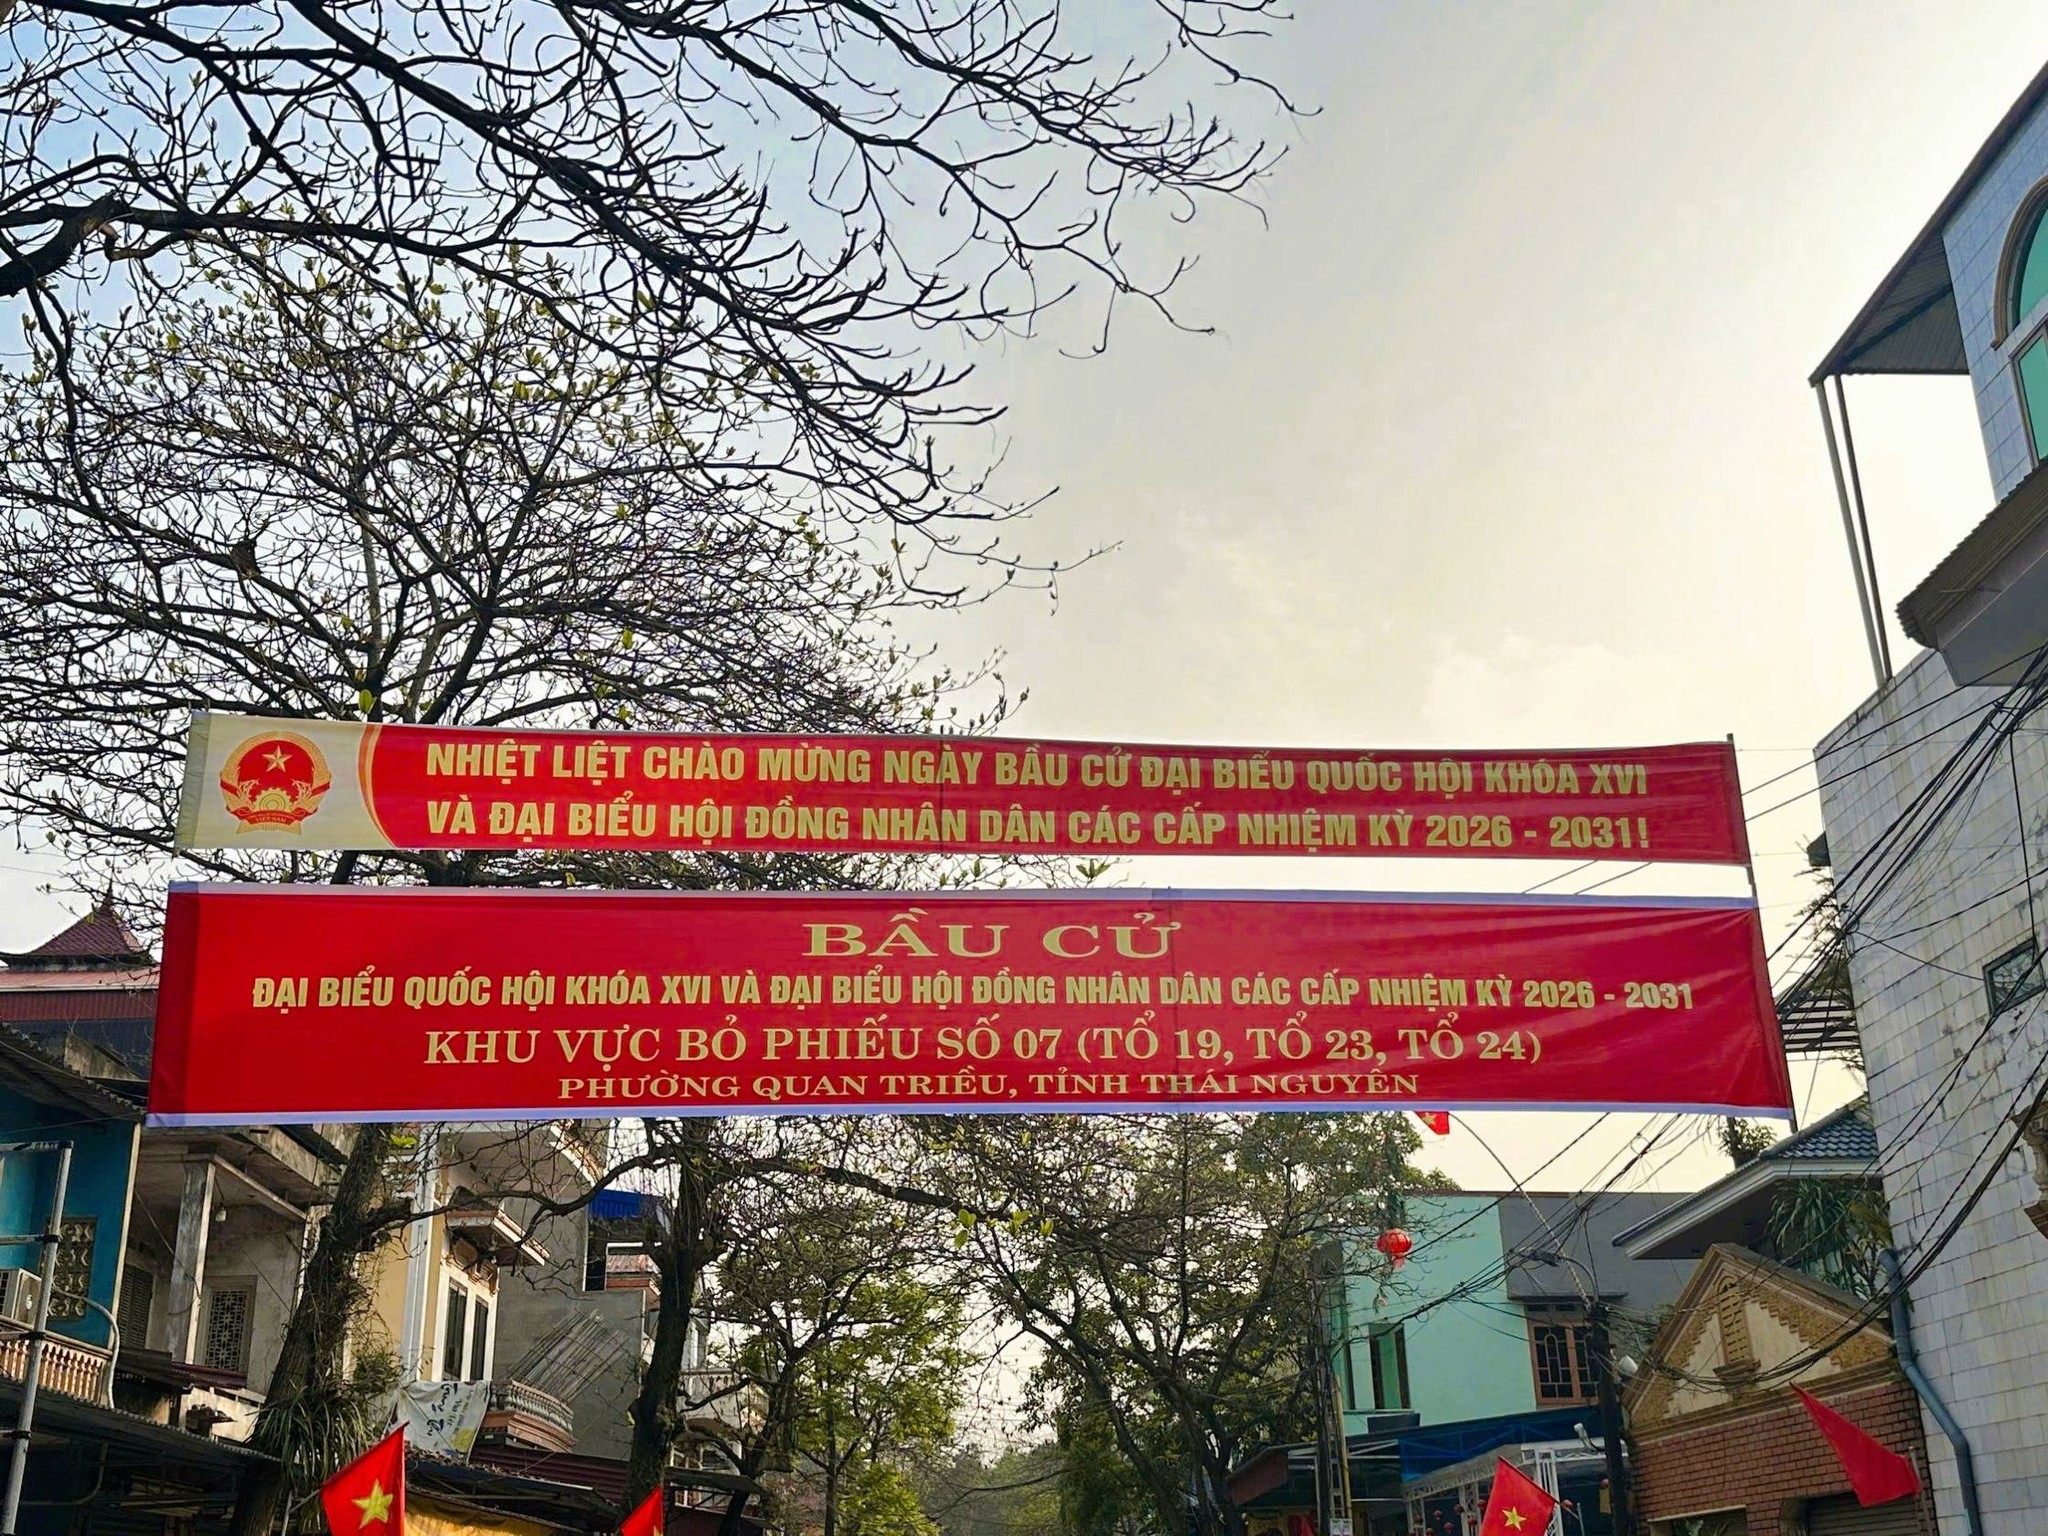 NHIỆT LIỆT CHÀO MỪNG NGÀY BẦU CỬ ĐẠI BIỂU QUỐC HỘI KHÓA XVI
VÀ ĐẠI BIỂU HỘI ĐỒNG NHÂN DÂN CÁC CẤP NHIỆM KỲ 2026 - 2031!
VIỆT NAM
BẦU CỬ
ĐẠI BIỂU QUỐC HỘI KHÓA XVI VÀ ĐẠI BIỂU HỘI ĐỒNG NHÂN DÂN CÁC CẤP NHIỆM KỲ 2026 - 2031
KHU VỰC BỎ PHIẾU SỐ 07 (TỔ 19, TỔ 23, TỔ 24)
PHƯỜNG QUAN TRIỀU, TỈNH THÁI NGUYÊN